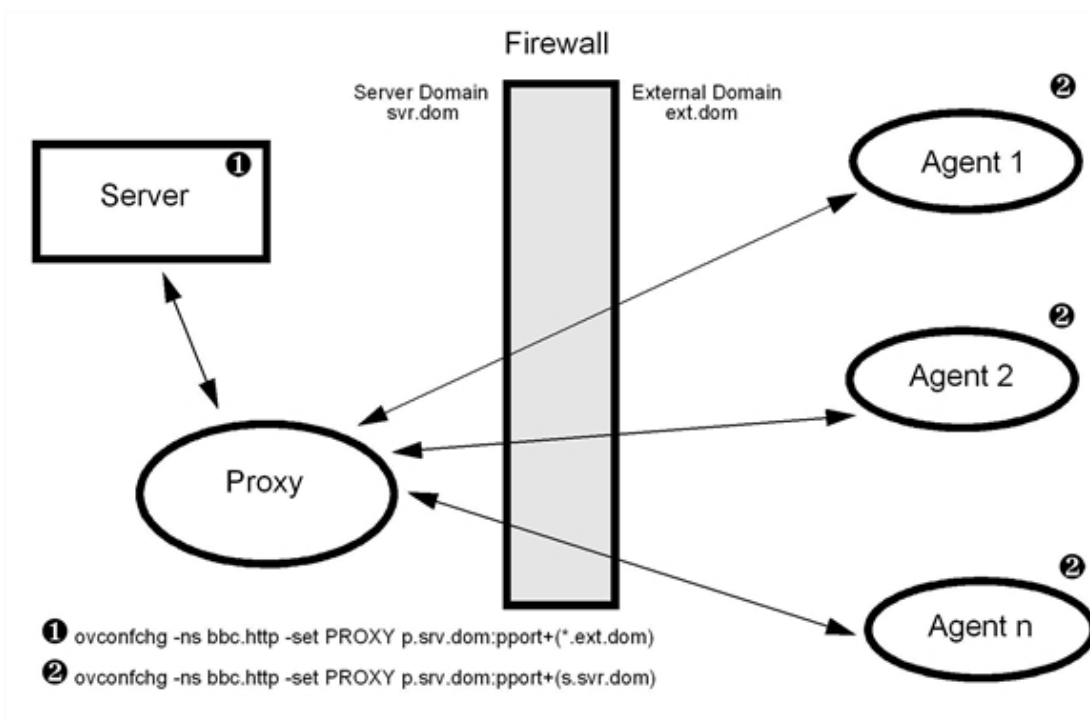 Firewall
Server Domain
svr.dom
External Domain
ext.dom
❷
Agent 1
❶
Server
❷
Agent 2
Proxy
❷
Agent n
❶ ovconfchg -ns bbc.http -set PROXY p.srv.dom:pport+(*.ext.dom)
❷ ovconfchg -ns bbc.http -set PROXY p.srv.dom:pport+(s.svr.dom)